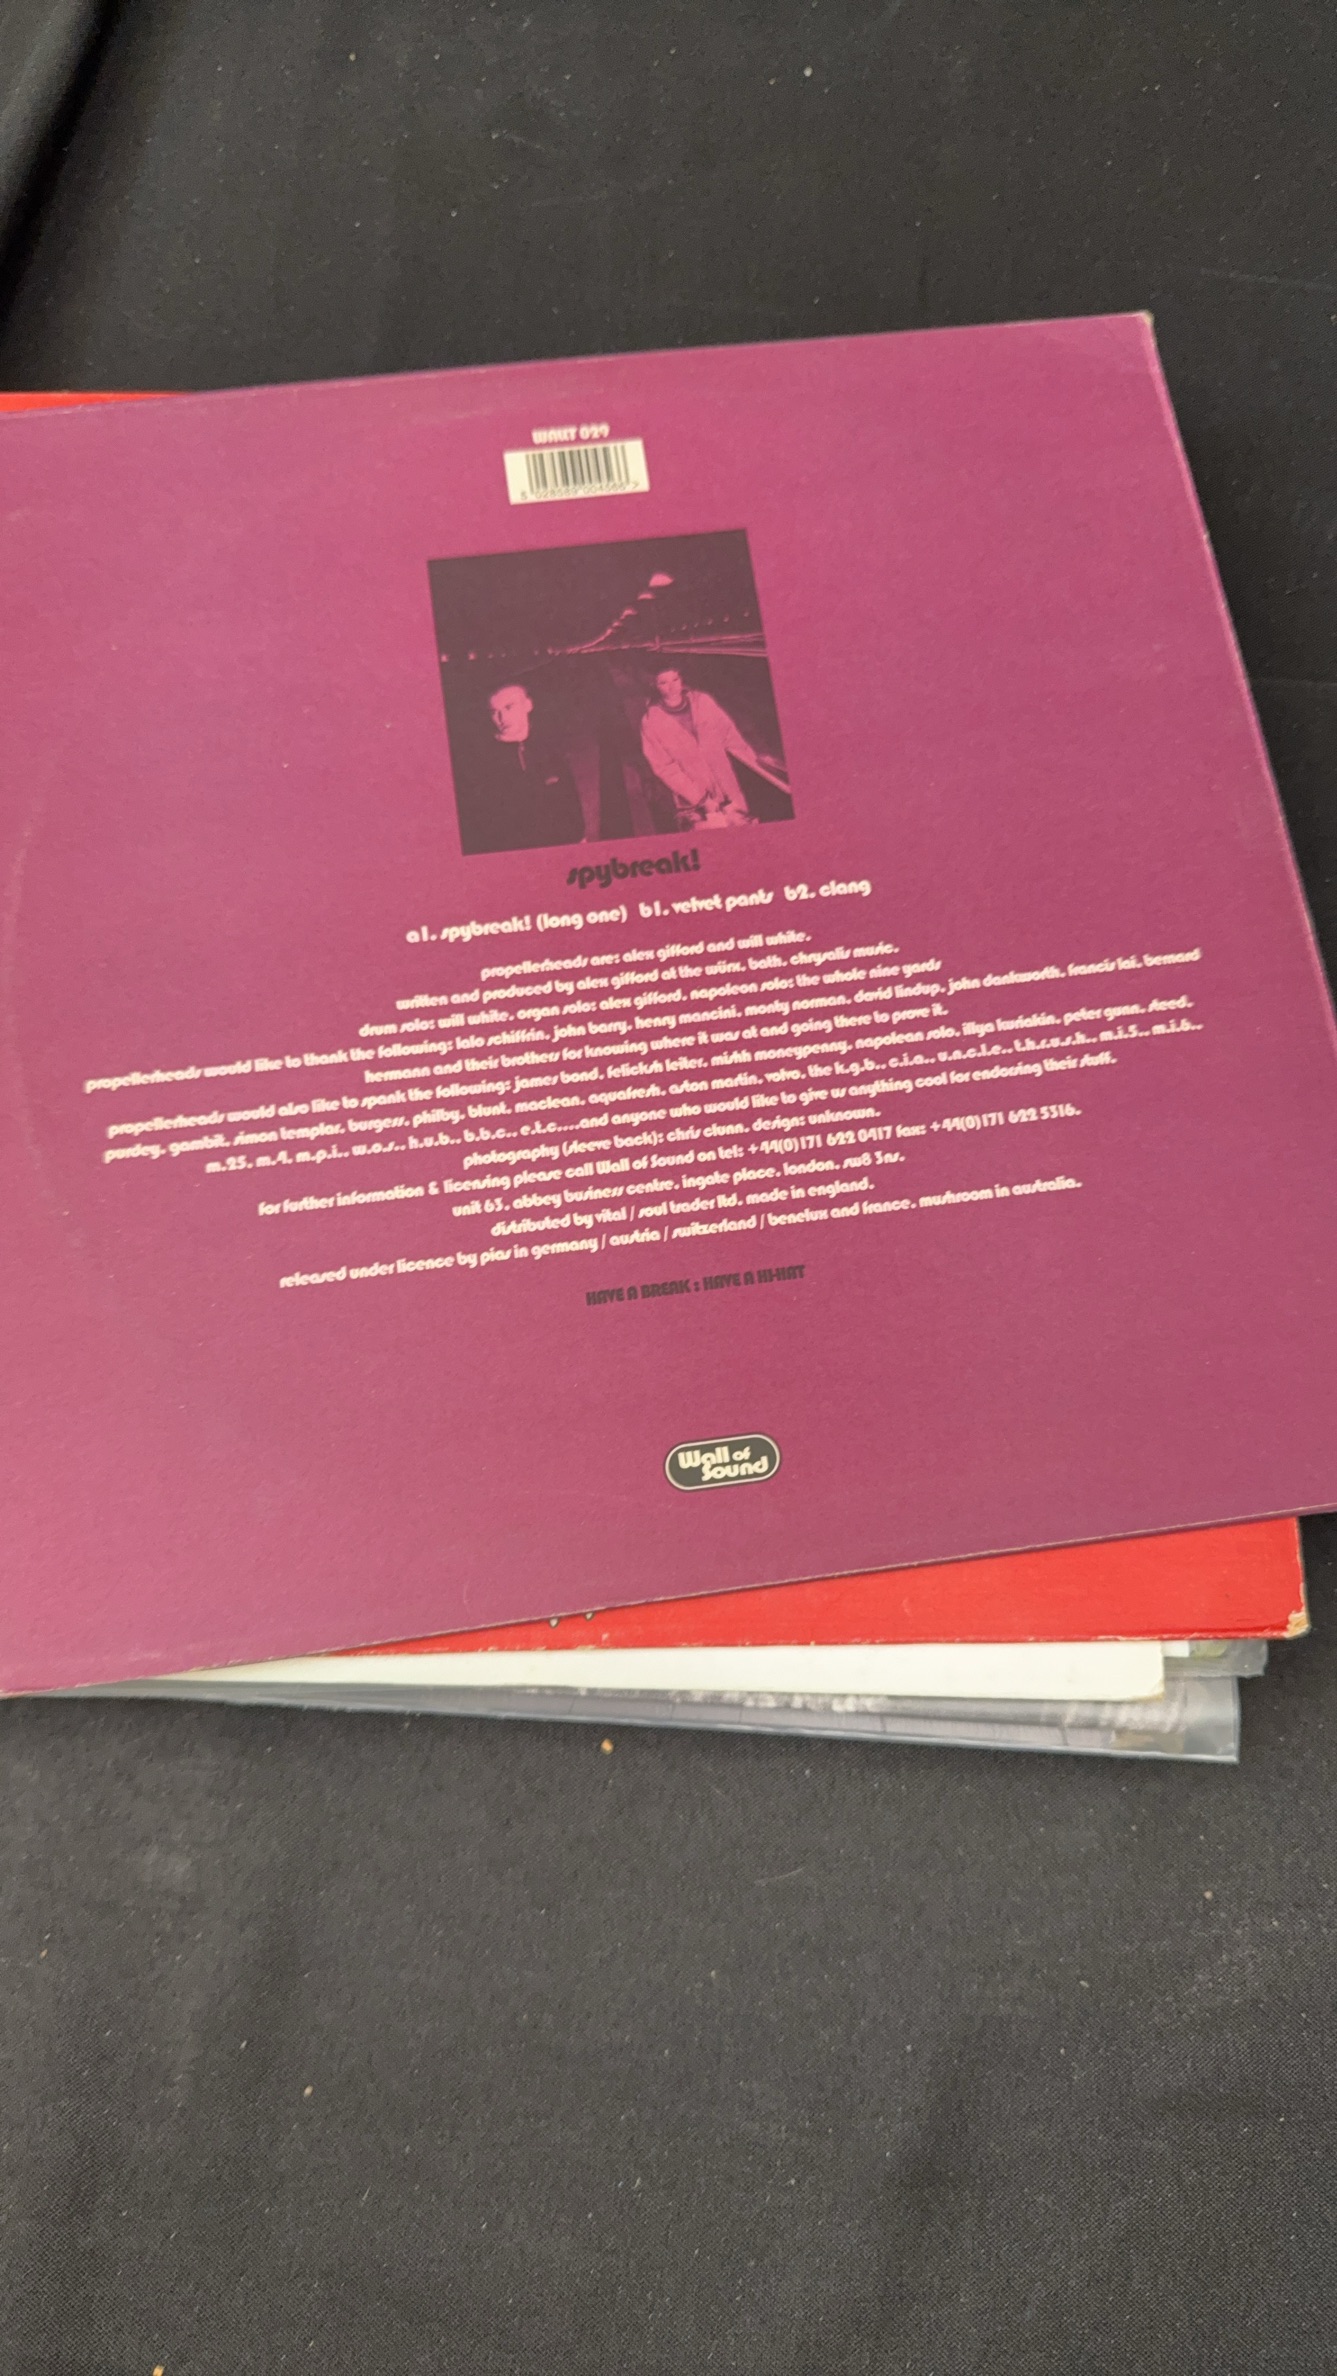 WALLT 029
5 028589 004566 >
spybreak!
a1. spybreak! (long one) b1. velvet pants b2. clang
propellerheads are: alex gifford and will white.
written and produced by alex gifford at the würx, bath. chrysalis music.
drum solo: will white. organ solo: alex gifford. napoleon solo: the whole nine yards
propellerheads would like to thank the following: lalo schiffrin. john barry. henry mancini. monty norman. david lindup. john dankworth. francis lai. bernard
hermann and their brothers for knowing where it was at and going there to prove it.
propellerheads would also like to spank the following: james bond. felicksh leiter. mishh moneypenny. napolean solo. illya kuriakin. peter gunn. steed.
purdey. gambit. simon templar. burgess. philby. blunt. maclean. aquafresh. aston martin. volvo. the k.g.b.. c.i.a.. u.n.c.l.e.. t.h.r.u.s.h.. m.i.5.. m.i.6..
m.25. m.4. m.p.i.. w.o.s.. h.u.b.. b.b.c.. e.t.c....and anyone who would like to give us anything cool for endorsing their stuff.
photography (sleeve back): chris clunn. design: unknown.
for further information & licensing please call Wall of Sound on tel: +44(0)171 622 0417 fax: +44(0)171 622 5316.
unit 63. abbey business centre. ingate place. london. sw8 3ns.
distributed by vital / soul trader ltd. made in england.
released under licence by pias in germany / austria / switzerland / benelux and france. mushroom in australia.
HAVE A BREAK : HAVE A HI-HAT
Wall of
Sound